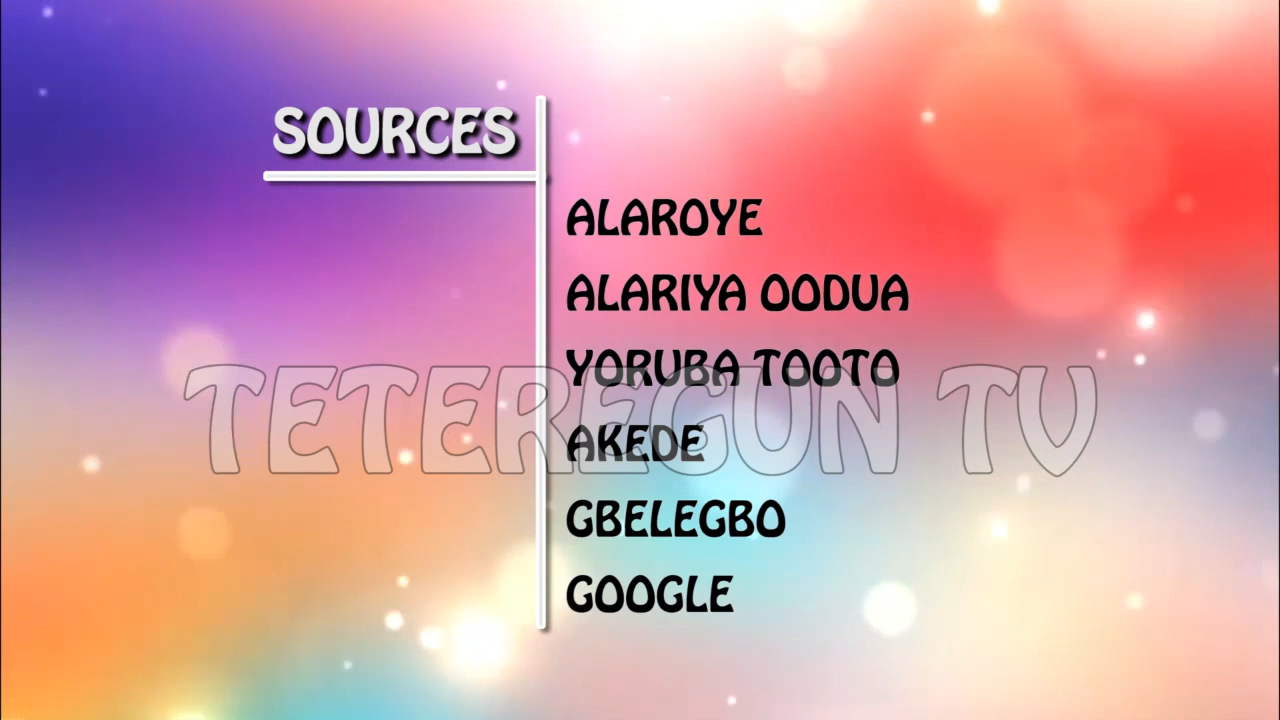 SOURCES
ALAROYE
ALARIYA OODUA
YORUBA TOOTO
TETEREGUN TV
AKEDE
GBELEGBO
GOOGLE